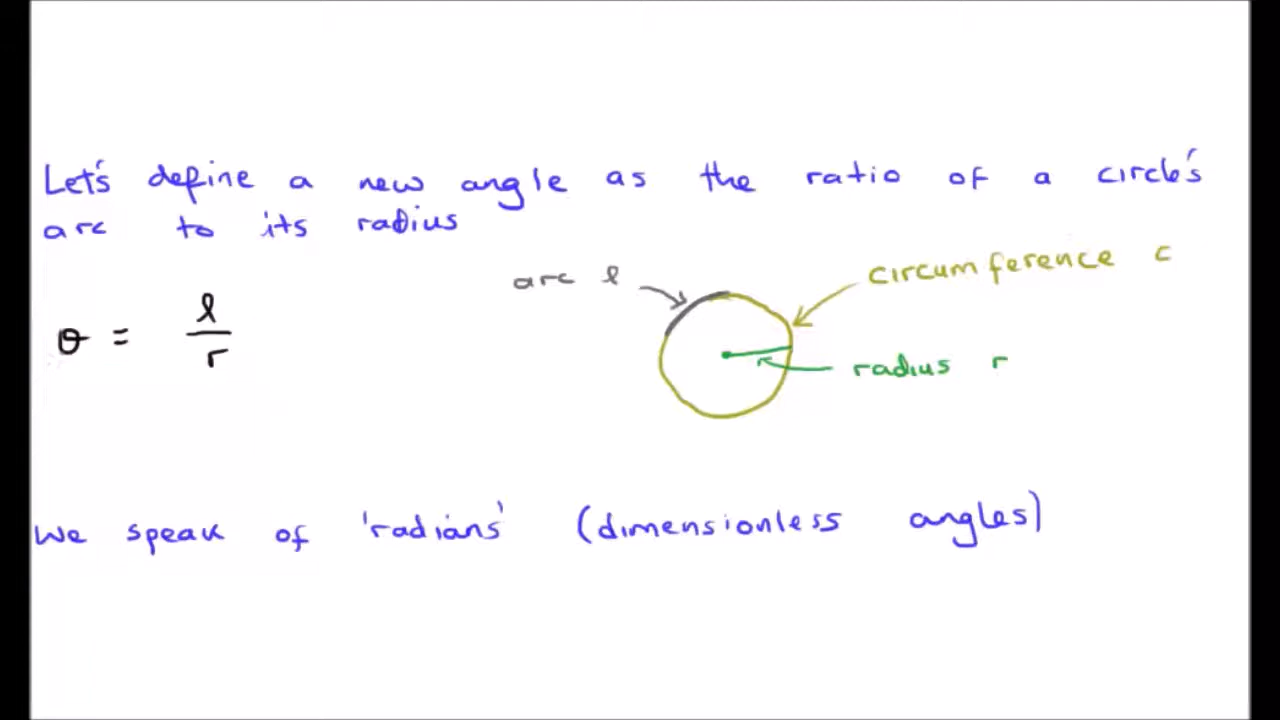 Let's define a new angle as the ratio of a circle's
arc to its radius
arc l
circumference c
θ = l/r
radius r
We speak of 'radians' (dimensionless angles)